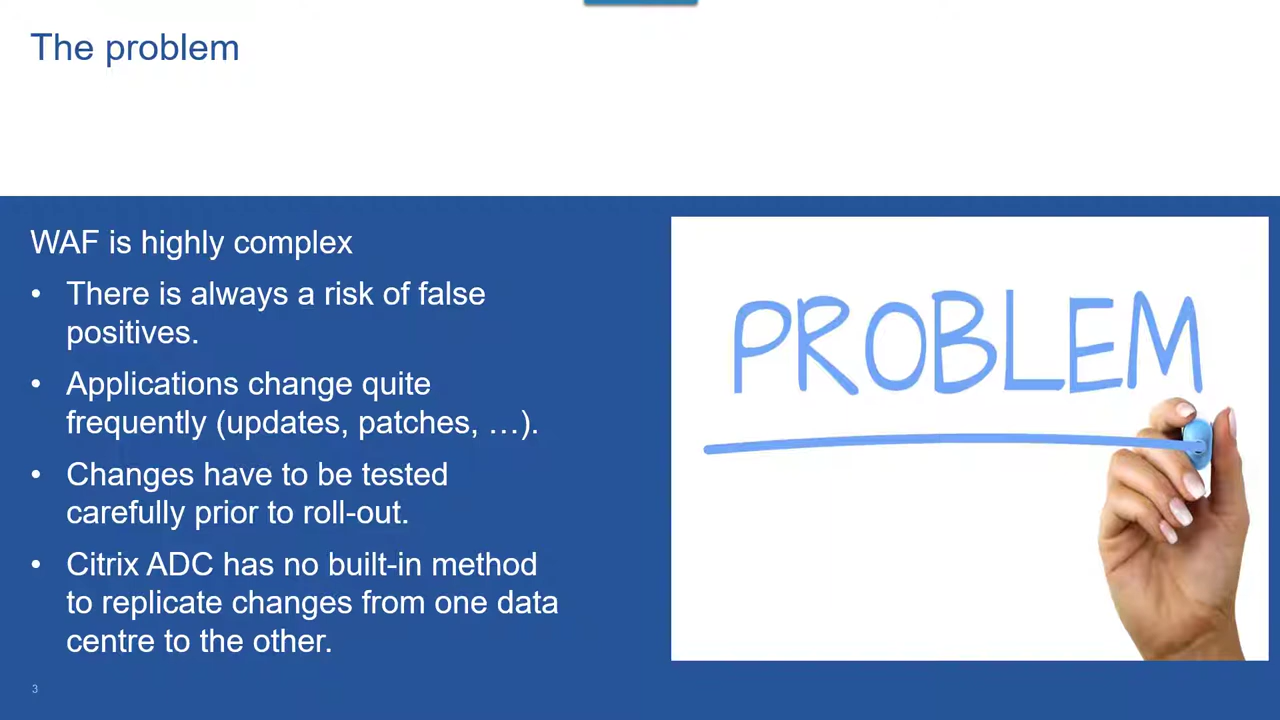 The problem
WAF is highly complex
• There is always a risk of false
positives.
• Applications change quite
frequently (updates, patches, …).
• Changes have to be tested
carefully prior to roll-out.
• Citrix ADC has no built-in method
to replicate changes from one data
centre to the other.
PROBLEM
3